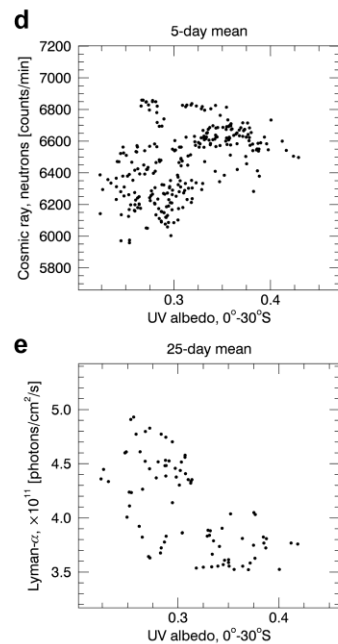 d
5-day mean
Cosmic ray, neutrons [counts/min]
7200
7000
6800
6600
6400
6200
6000
5800
0.3
0.4
UV albedo, 0°-30°S
e
25-day mean
Lyman-α, ×10¹¹ [photons/cm²/s]
5.0
4.5
4.0
3.5
0.3
0.4
UV albedo, 0°-30°S